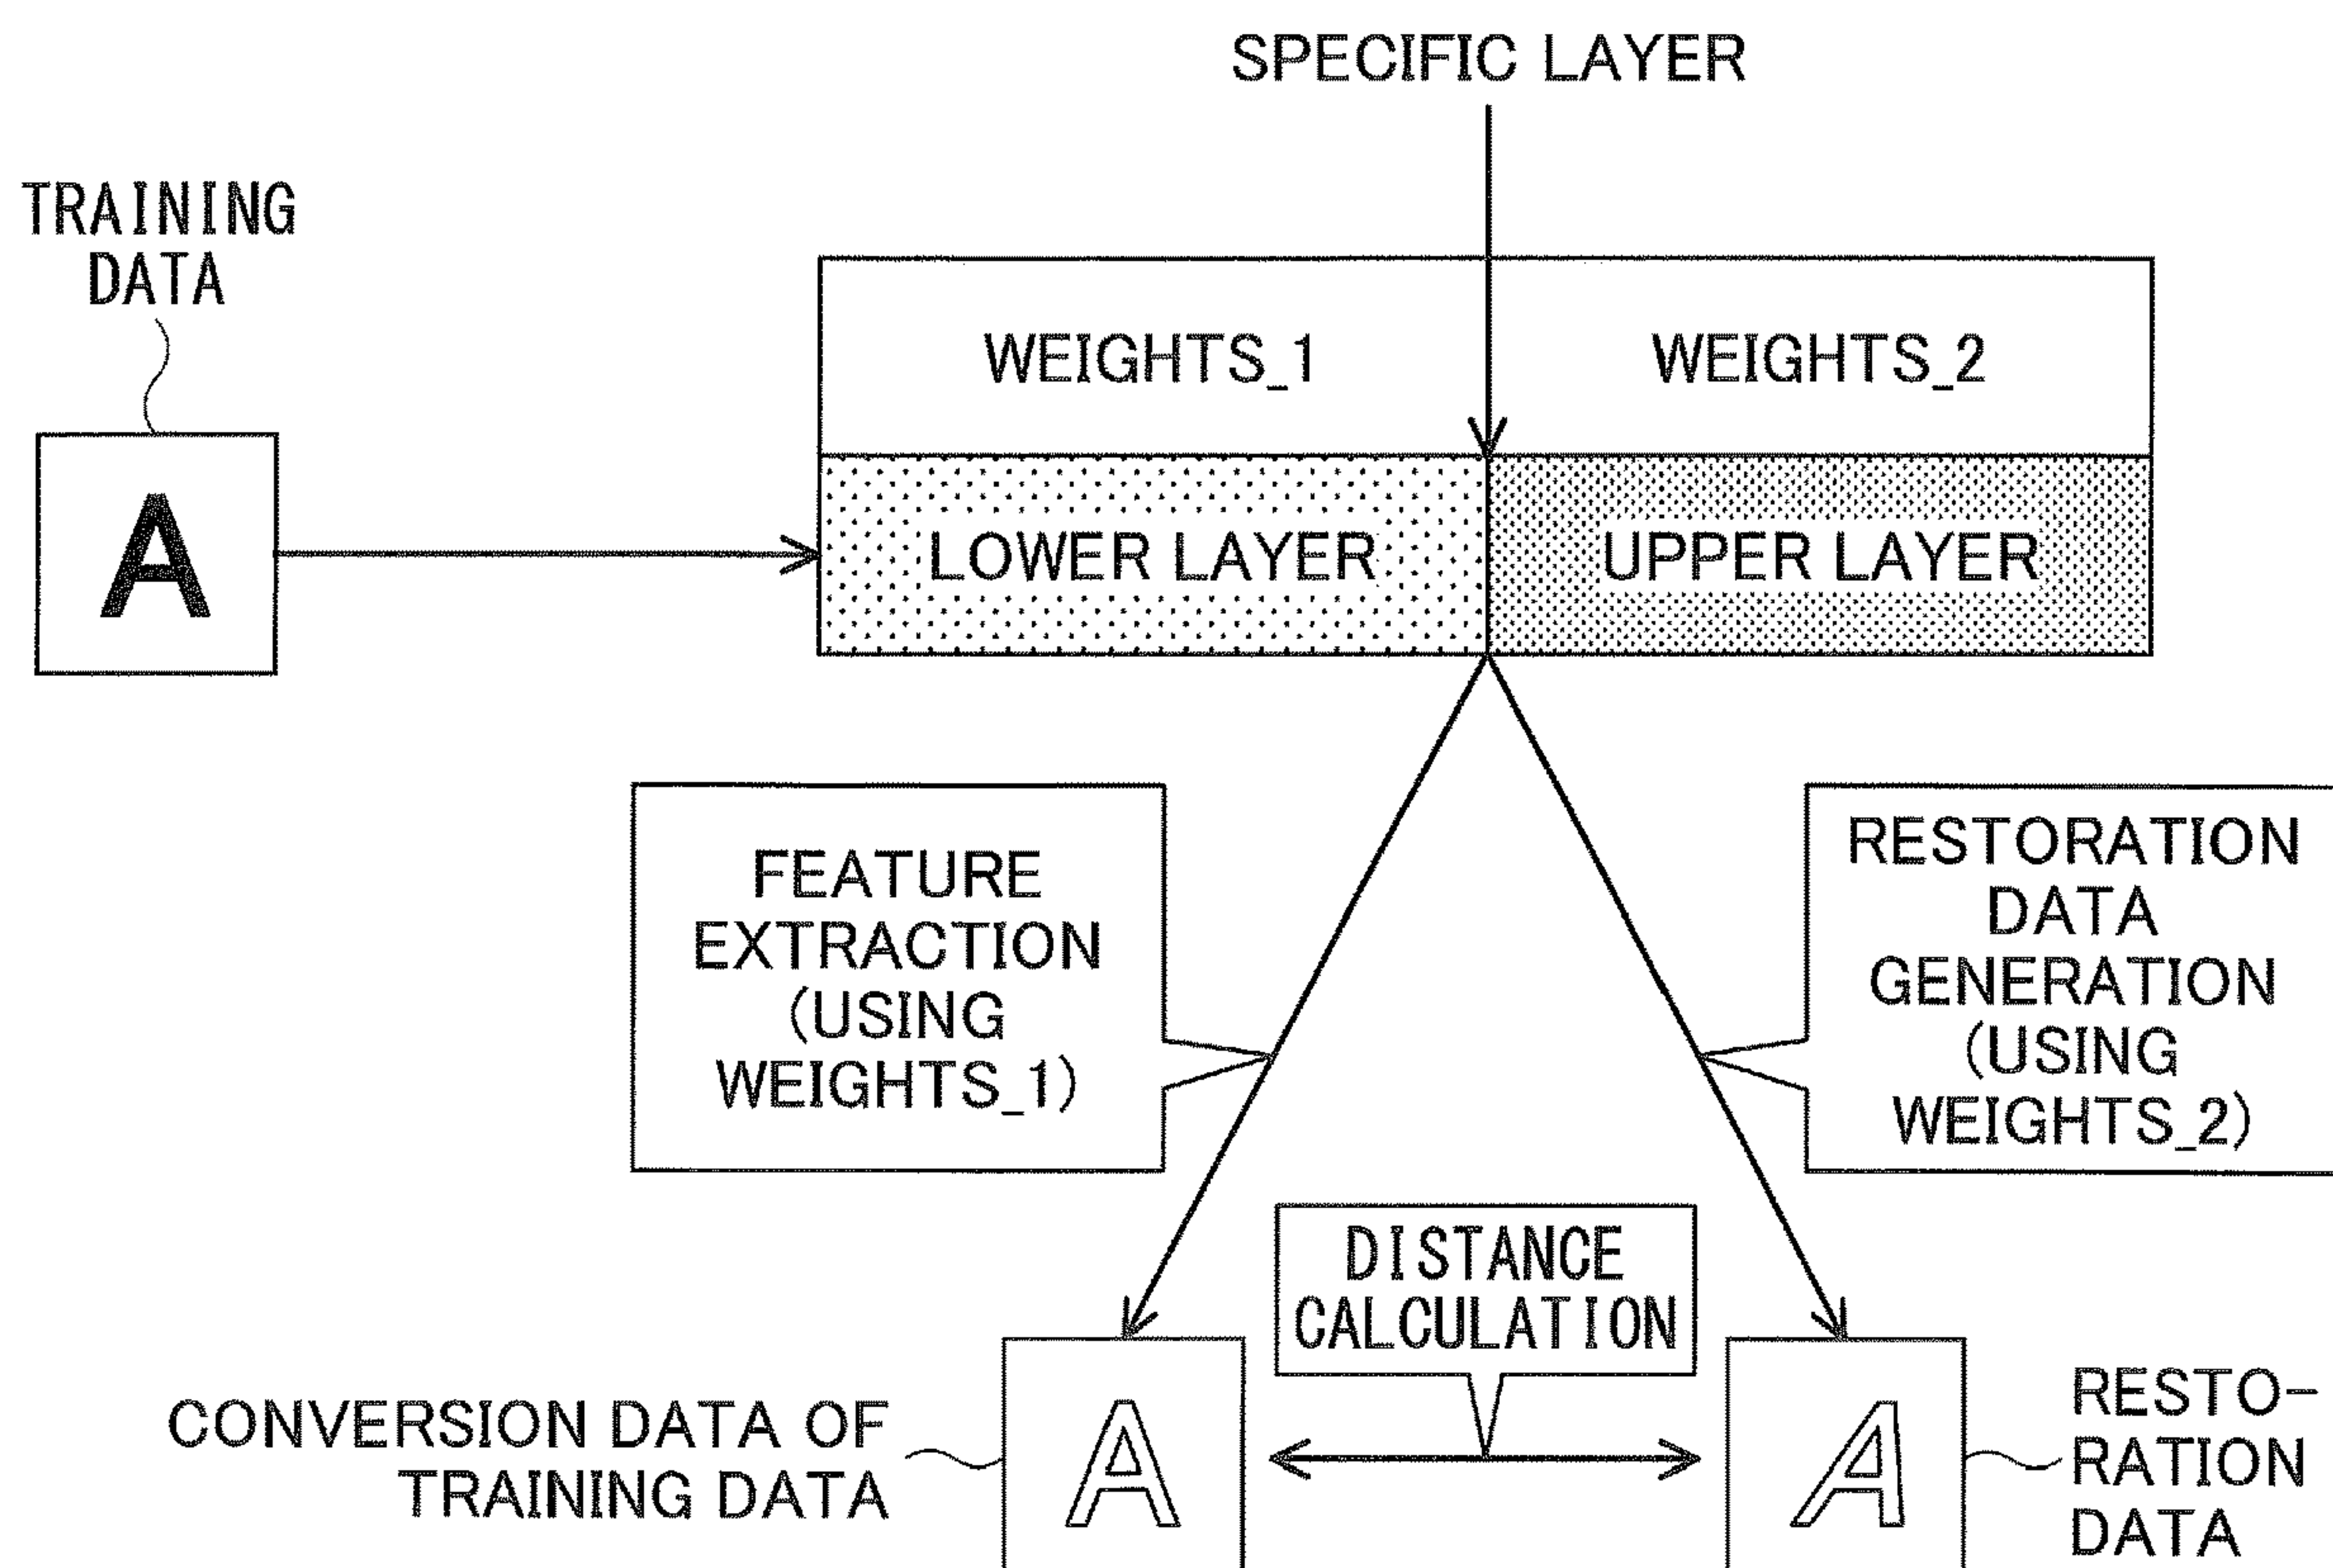 SPECIFIC LAYER
TRAINING
DATA
WEIGHTS_1
WEIGHTS_2
A
LOWER LAYER
UPPER LAYER
FEATURE
EXTRACTION
(USING
WEIGHTS_1)
RESTORATION
DATA
GENERATION
(USING
WEIGHTS_2)
DISTANCE
CALCULATION
CONVERSION DATA OF
TRAINING DATA
A
A
RESTO-
RATION
DATA